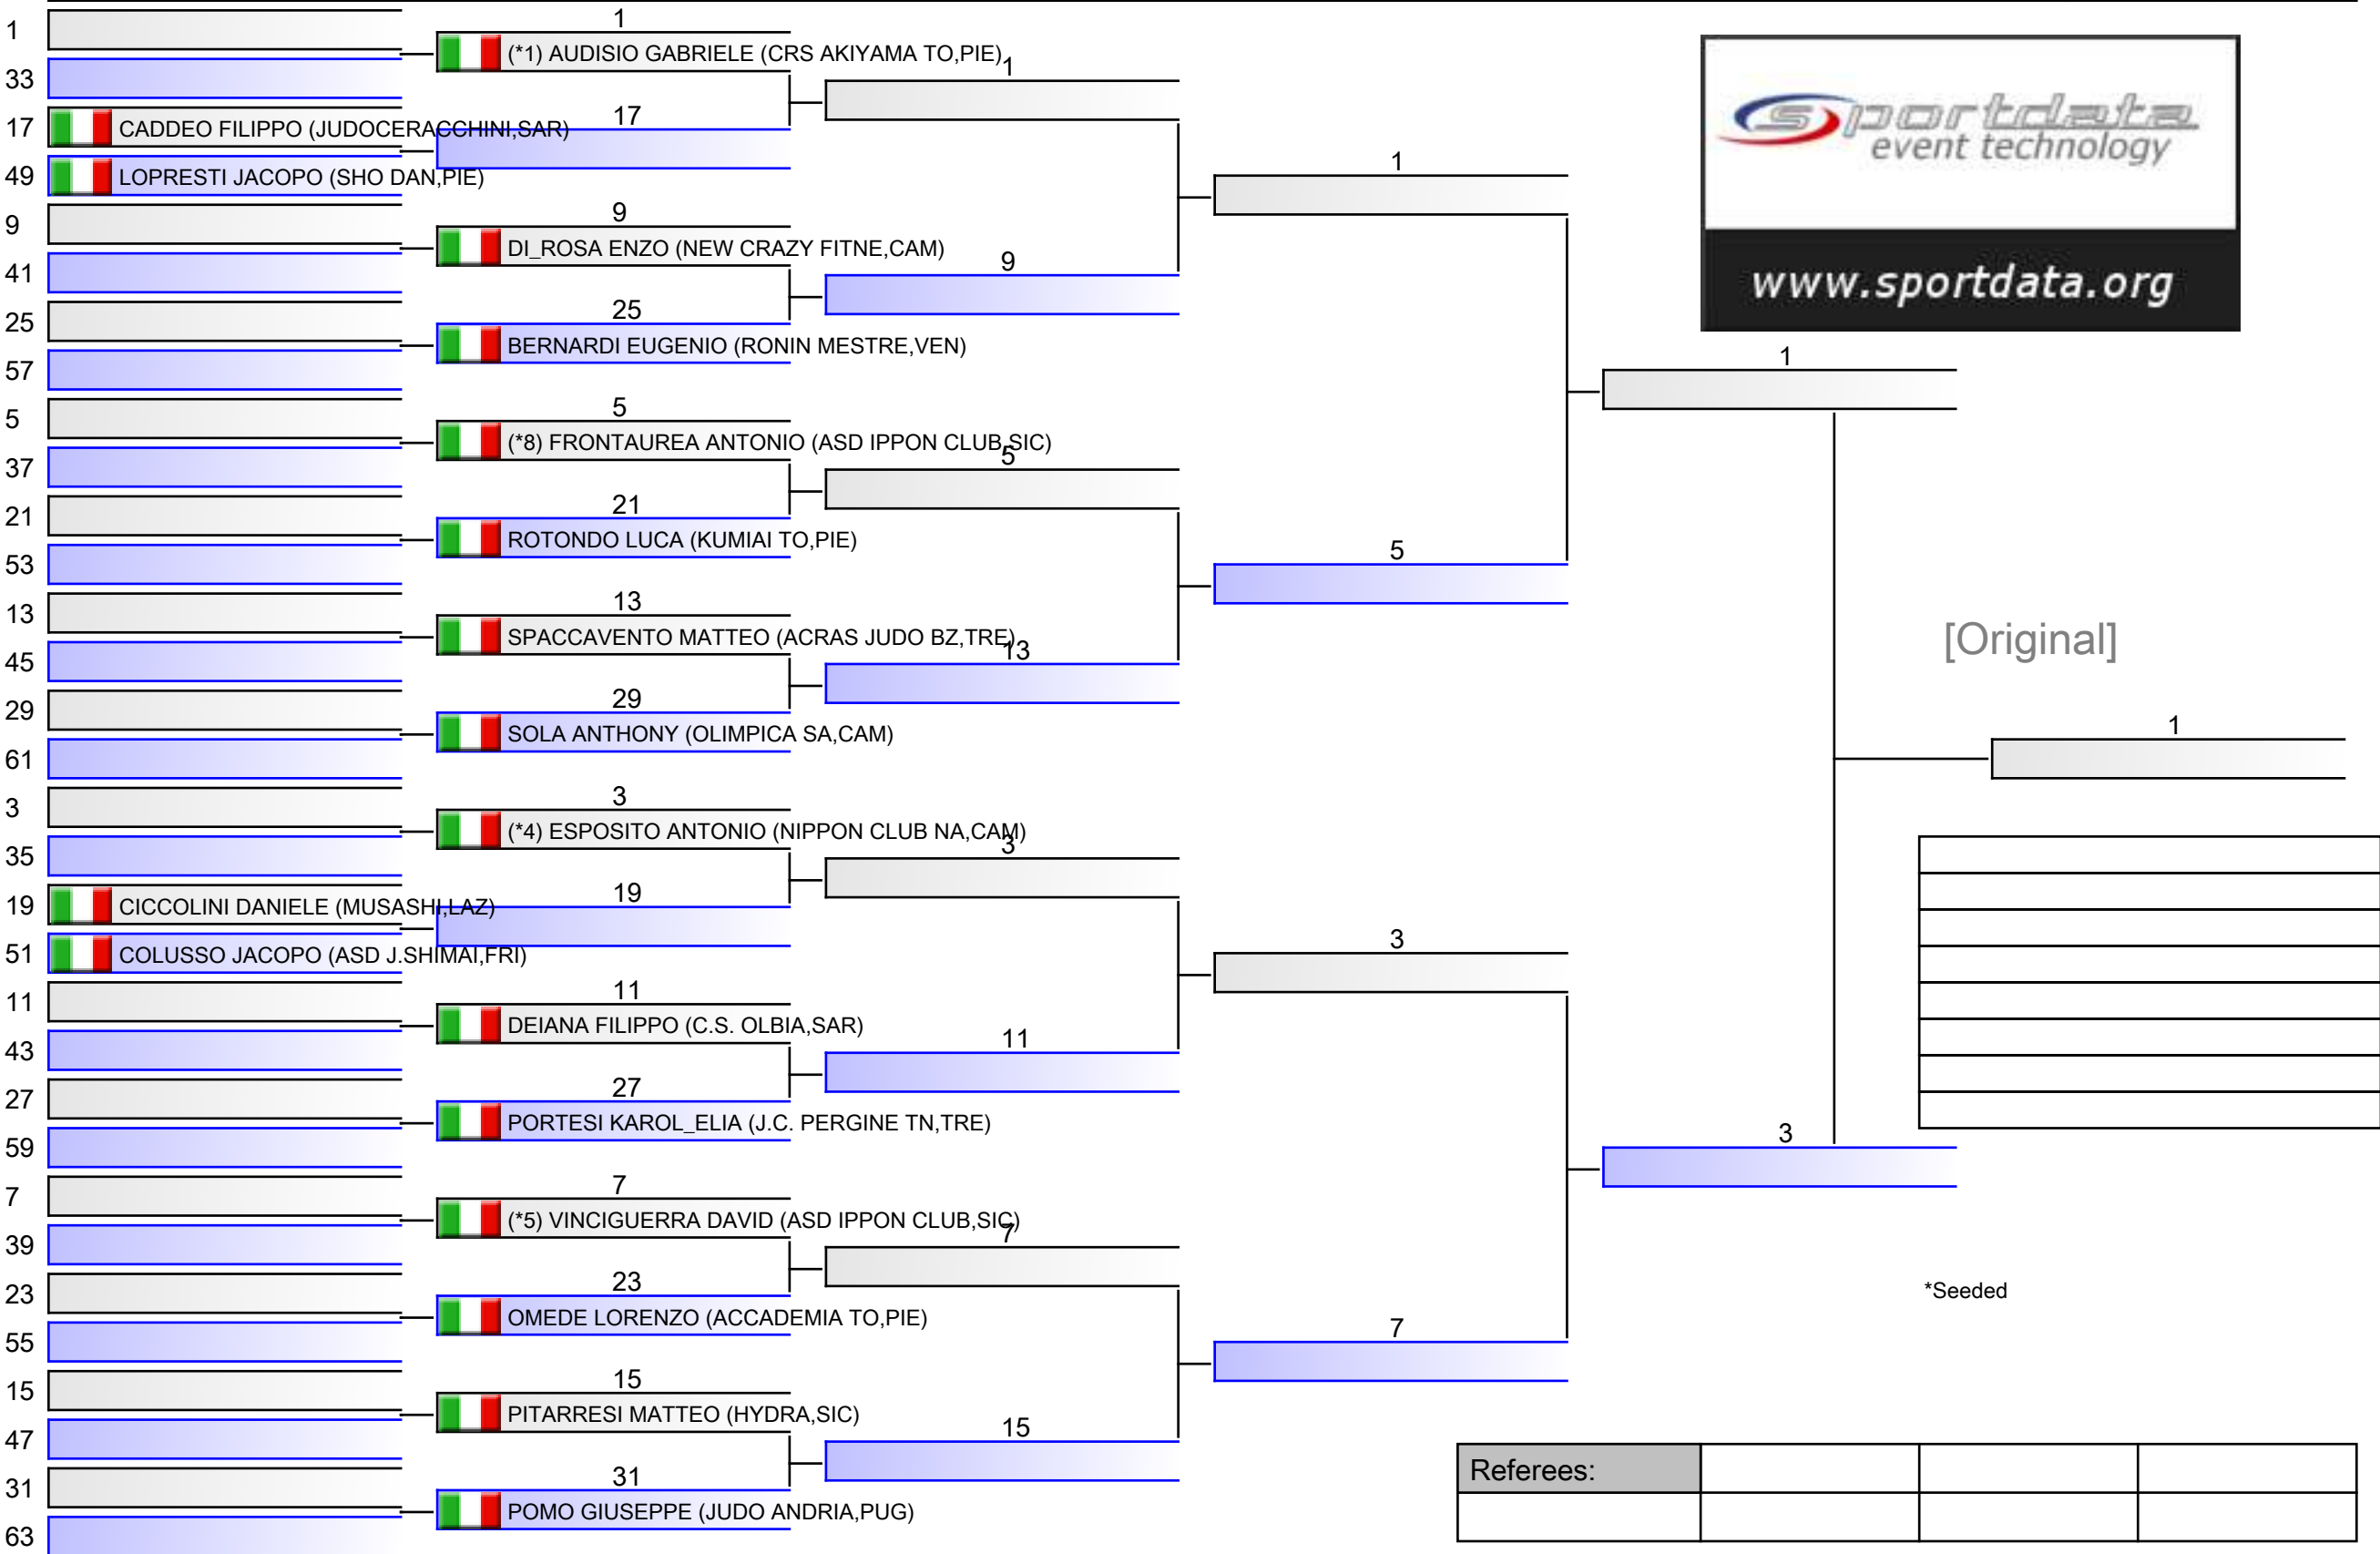 1
33
17 CADDEO FILIPPO (JUDOCERACCHINI,SAR)
49 LOPRESTI JACOPO (SHO DAN,PIE)
9
41
25
57
5
37
21
53
13
45
29
61
3
35
19 CICCOLINI DANIELE (MUSASHI,LAZ)
51 COLUSSO JACOPO (ASD J.SHIMAI,FRI)
11
43
27
59
7
39
23
55
15
47
31
63
1
(*1) AUDISIO GABRIELE (CRS AKIYAMA TO,PIE)
17
9
DI_ROSA ENZO (NEW CRAZY FITNE,CAM)
25
BERNARDI EUGENIO (RONIN MESTRE,VEN)
5
(*8) FRONTAUREA ANTONIO (ASD IPPON CLUB,SIC)
21
ROTONDO LUCA (KUMIAI TO,PIE)
13
SPACCAVENTO MATTEO (ACRAS JUDO BZ,TRE)
29
SOLA ANTHONY (OLIMPICA SA,CAM)
3
(*4) ESPOSITO ANTONIO (NIPPON CLUB NA,CAM)
19
11
DEIANA FILIPPO (C.S. OLBIA,SAR)
27
PORTESI KAROL_ELIA (J.C. PERGINE TN,TRE)
7
(*5) VINCIGUERRA DAVID (ASD IPPON CLUB,SIC)
23
OMEDE LORENZO (ACCADEMIA TO,PIE)
15
PITARRESI MATTEO (HYDRA,SIC)
31
POMO GIUSEPPE (JUDO ANDRIA,PUG)
1
9
5
13
3
11
7
15
1
5
3
7
1
3
sportdata
event technology
www.sportdata.org
[Original]
1
*Seeded
Referees: